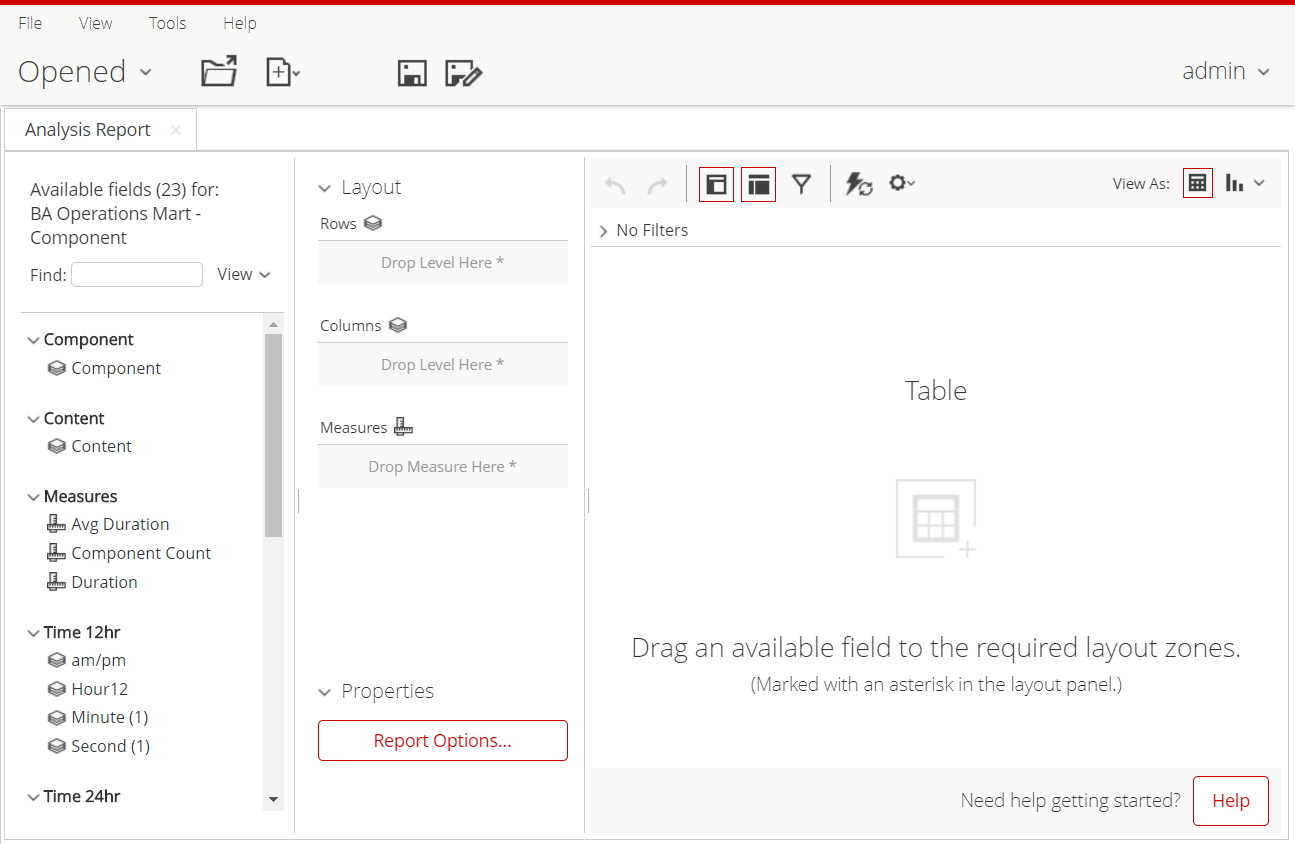 File View Tools Help
Opened
admin
Analysis Report
Available fields (23) for:
BA Operations Mart -
Component
Find:
View
Component
Component
Content
Content
Measures
Avg Duration
Component Count
Duration
Time 12hr
am/pm
Hour12
Minute (1)
Second (1)
Time 24hr
Layout
Rows
Drop Level Here *
Columns
Drop Level Here *
Measures
Drop Measure Here *
Properties
Report Options...
View As:
No Filters
Table
Drag an available field to the required layout zones.
(Marked with an asterisk in the layout panel.)
Need help getting started?
Help